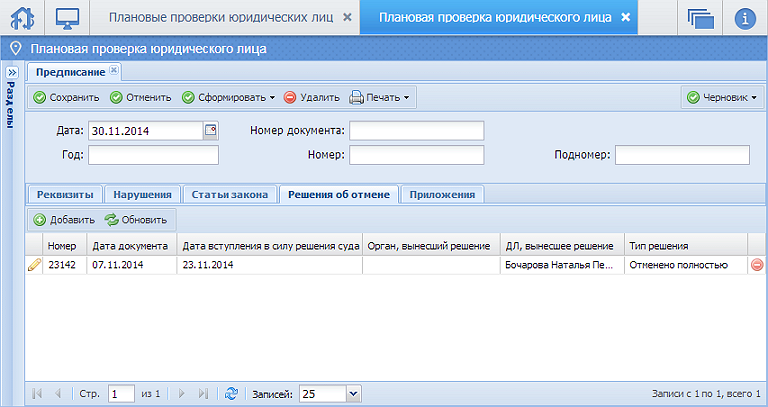 Плановые проверки юридических лиц
Плановая проверка юридического лица
Плановая проверка юридического лица
Разделы
Предписание
Сохранить Отменить Сформировать Удалить Печать Черновик
Дата: 30.11.2014 Номер документа:
Год: Номер: Подномер:
Реквизиты Нарушения Статьи закона Решения об отмене Приложения
Добавить Обновить
Номер Дата документа Дата вступления в силу решения суда Орган, вынесший решение ДЛ, вынесшее решение Тип решения
23142 07.11.2014 23.11.2014 Бочарова Наталья Пе... Отменено полностью
Стр. 1 из 1 Записей: 25 Записи с 1 по 1, всего 1